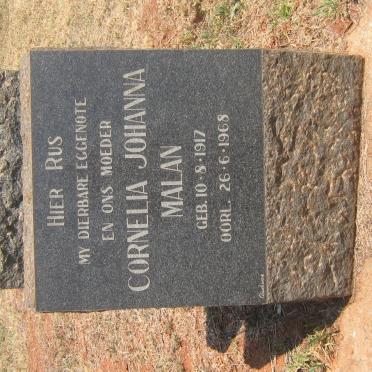 HIER RUS
MY DIERBARE EGGENOTE
EN ONS MOEDER
CORNELIA JOHANNA
MALAN
GEB. 10-8-1917
OORL. 26-6-1968